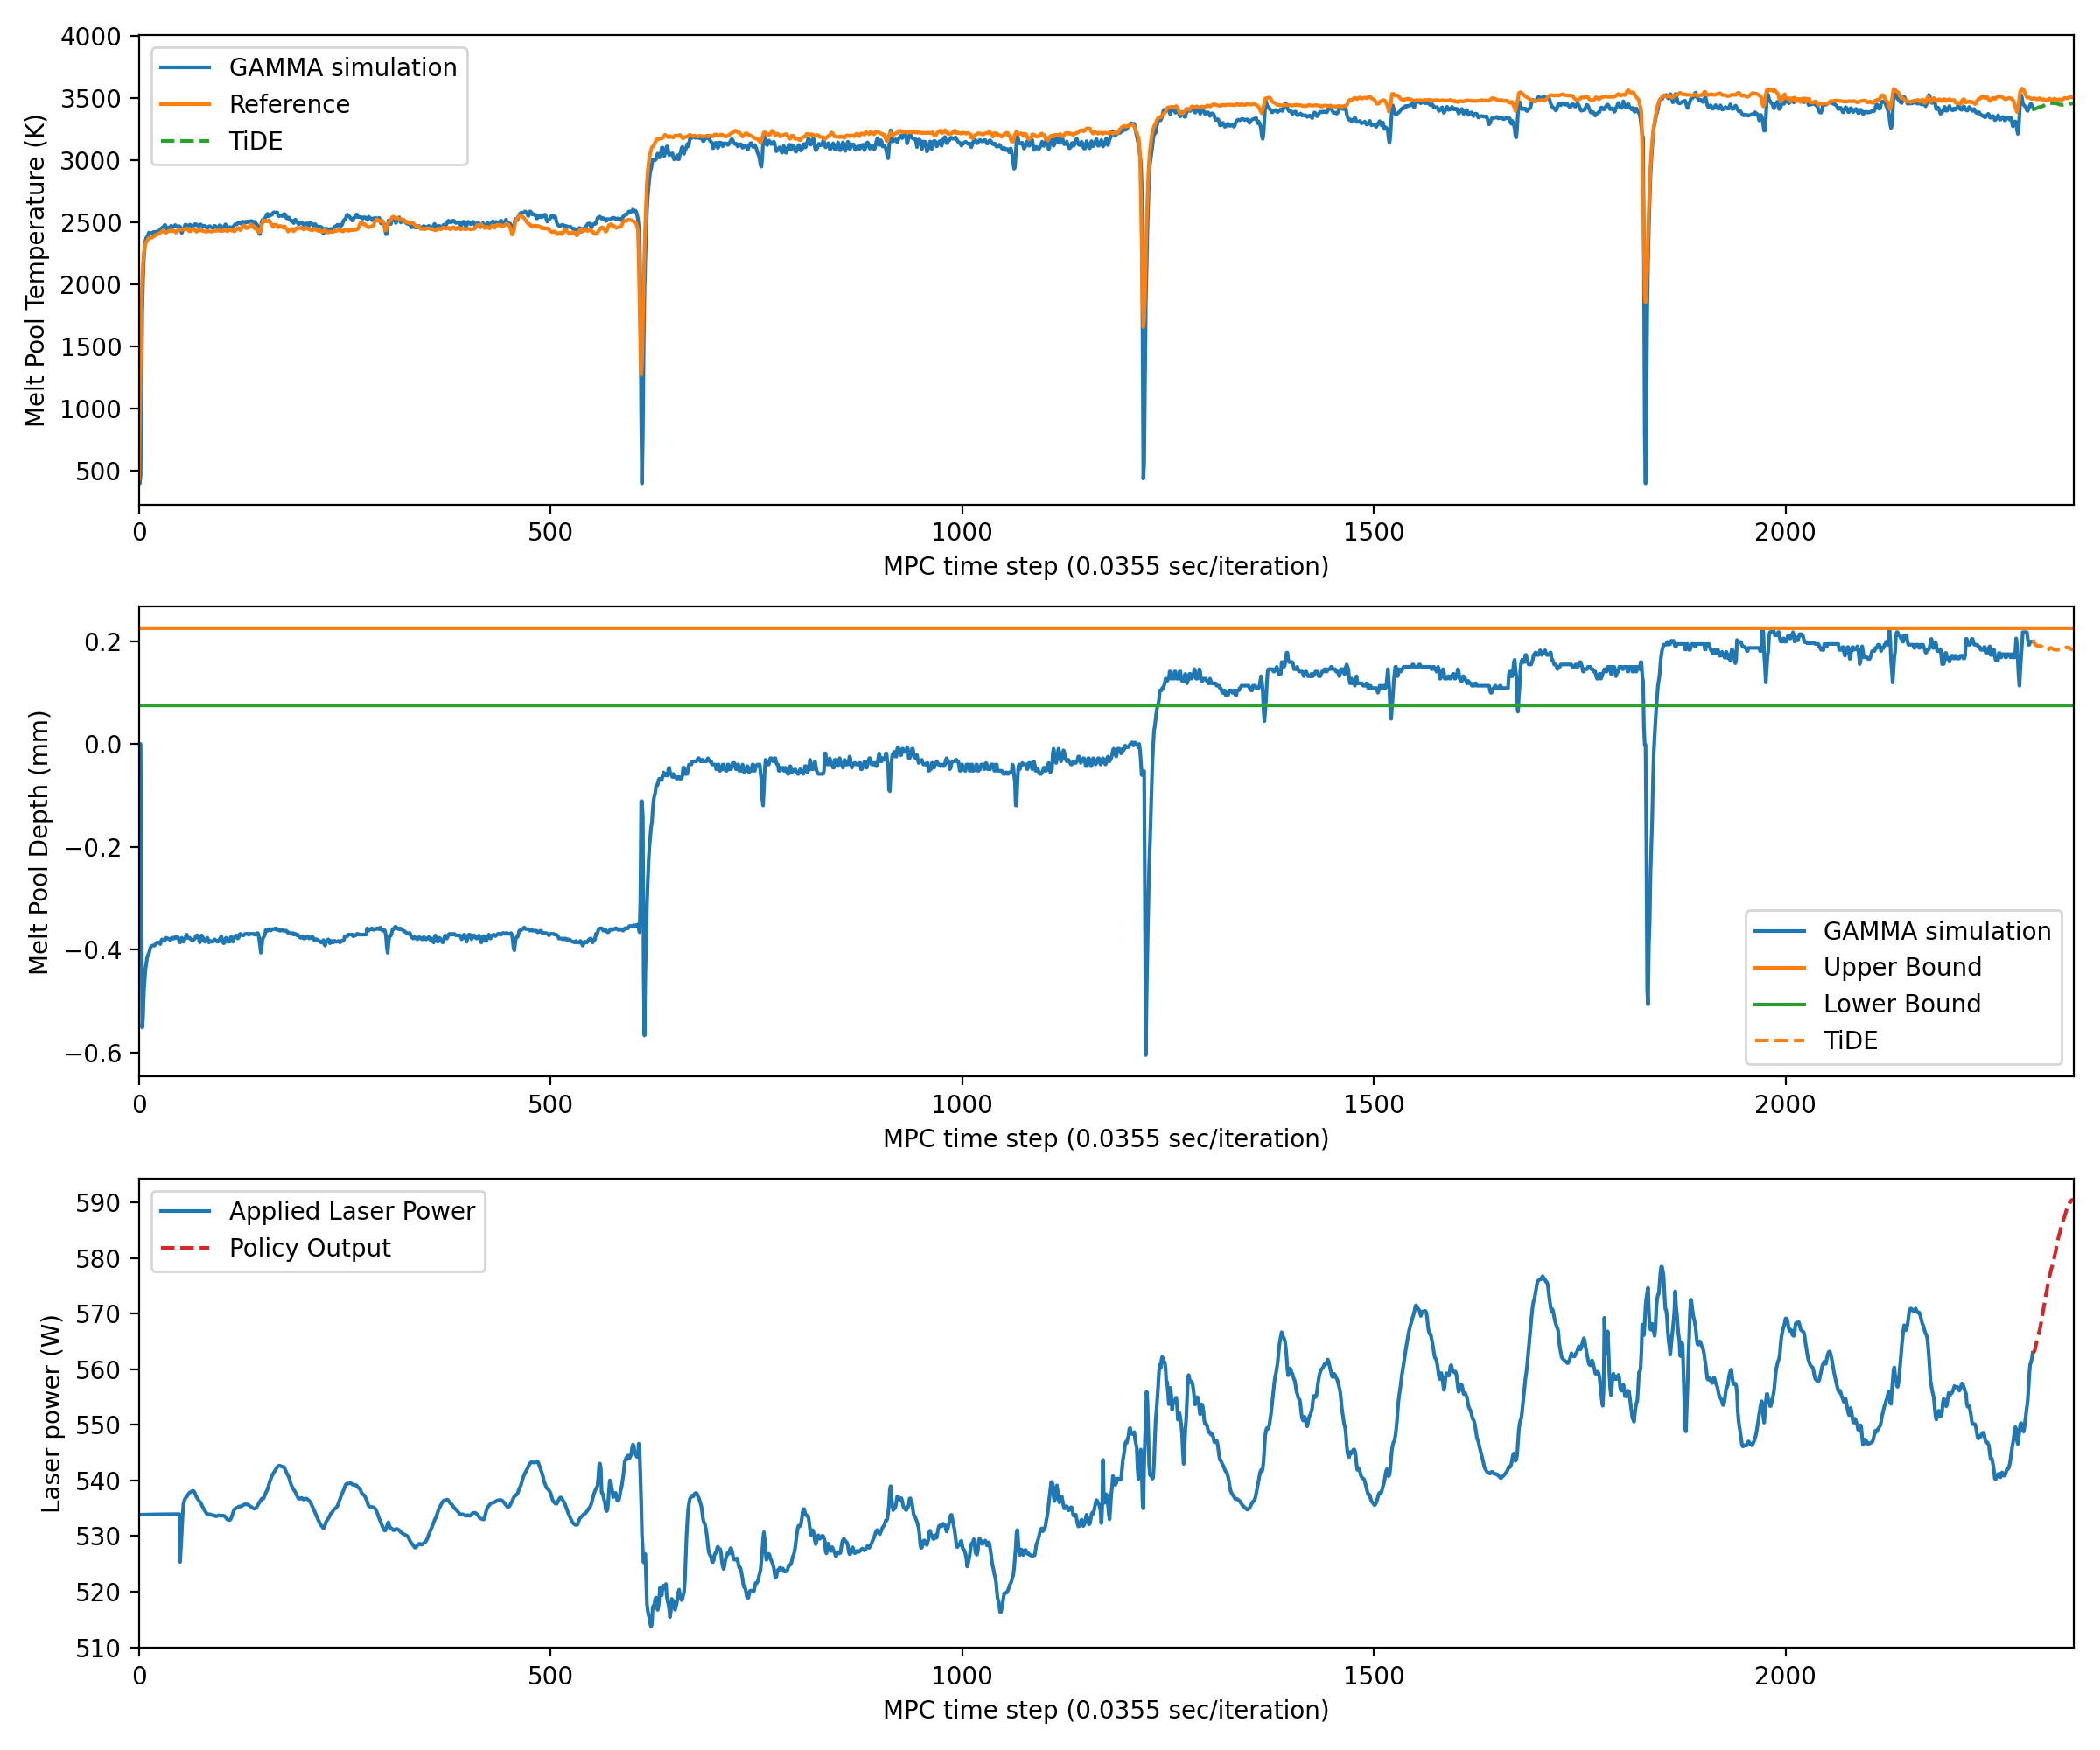 4000
3500
3000
2500
2000
1500
1000
500
Melt Pool Temperature (K)
GAMMA simulation
Reference
TiDE
0 500 1000 1500 2000
MPC time step (0.0355 sec/iteration)
0.2
0.0
−0.2
−0.4
−0.6
Melt Pool Depth (mm)
GAMMA simulation
Upper Bound
Lower Bound
TiDE
0 500 1000 1500 2000
MPC time step (0.0355 sec/iteration)
590
580
570
560
550
540
530
520
510
Laser power (W)
Applied Laser Power
Policy Output
0 500 1000 1500 2000
MPC time step (0.0355 sec/iteration)